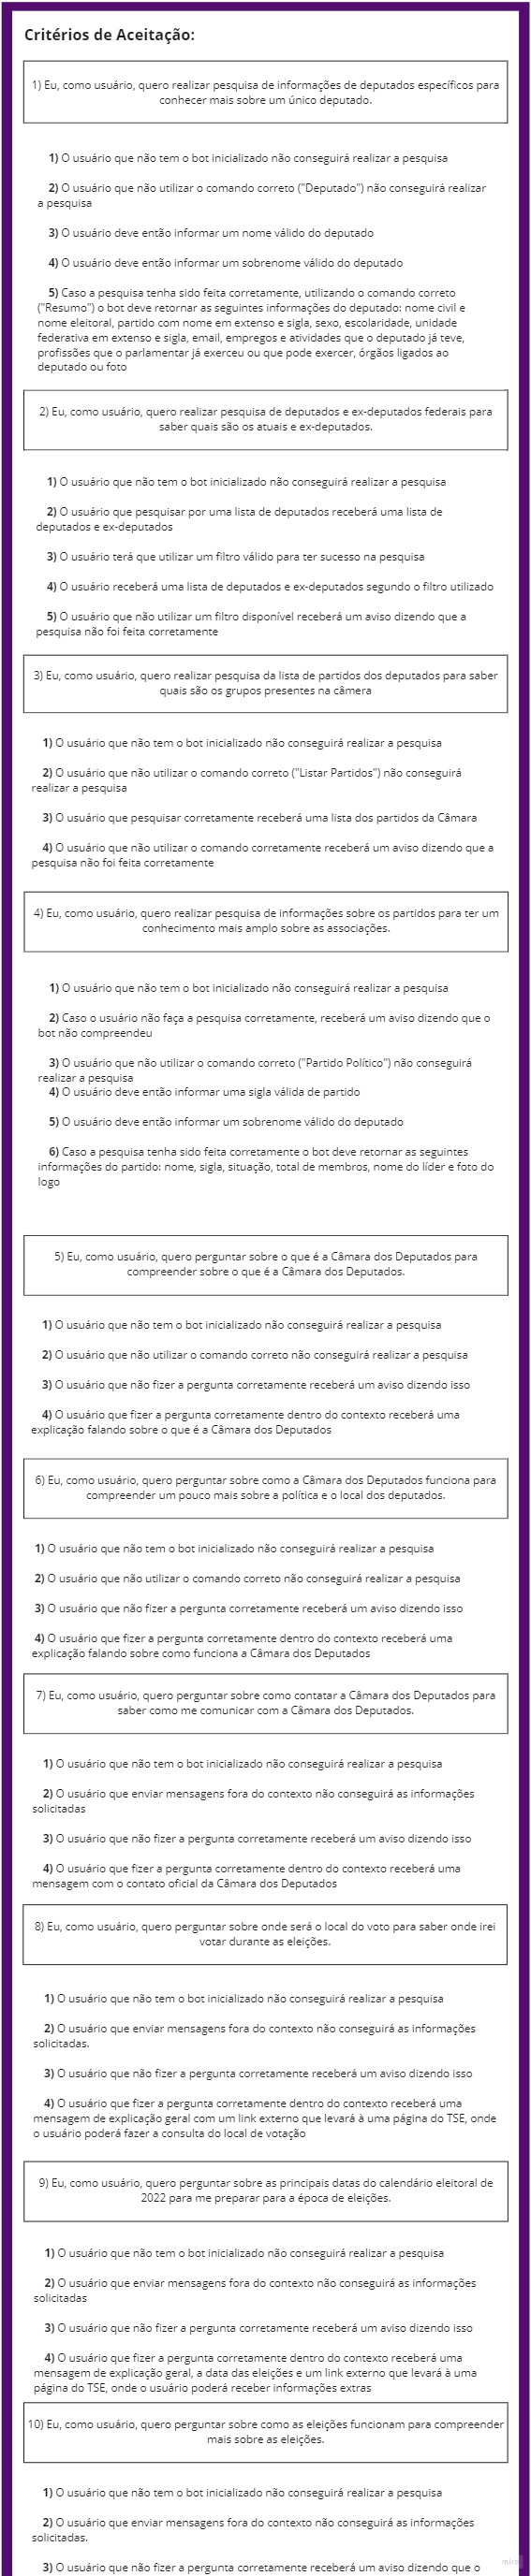 Critérios de Aceitação:
1) Eu, como usuário, quero realizar pesquisa de informações de deputados específicos para
conhecer mais sobre um único deputado.
1) O usuário que não tem o bot inicializado não conseguirá realizar a pesquisa
2) O usuário que não utilizar o comando correto ("Deputado") não conseguirá realizar
a pesquisa
3) O usuário deve então informar um nome válido do deputado
4) O usuário deve então informar um sobrenome válido do deputado
5) Caso a pesquisa tenha sido feita corretamente, utilizando o comando correto
("Resumo") o bot deve retornar as seguintes informações do deputado: nome civil e
nome eleitoral, partido com nome em extenso e sigla, sexo, escolaridade, unidade
federativa em extenso e sigla, email, empregos e atividades que o deputado já teve,
profissões que o parlamentar já exerceu ou que pode exercer, órgãos ligados ao
deputado ou foto
2) Eu, como usuário, quero realizar pesquisa de deputados e ex-deputados federais para
saber quais são os atuais e ex-deputados.
1) O usuário que não tem o bot inicializado não conseguirá realizar a pesquisa
2) O usuário que pesquisar por uma lista de deputados receberá uma lista de
deputados e ex-deputados
3) O usuário terá que utilizar um filtro válido para ter sucesso na pesquisa
4) O usuário receberá uma lista de deputados e ex-deputados segundo o filtro utilizado
5) O usuário que não utilizar um filtro disponível receberá um aviso dizendo que a
pesquisa não foi feita corretamente
3) Eu, como usuário, quero realizar pesquisa da lista de partidos dos deputados para saber
quais são os grupos presentes na câmera
1) O usuário que não tem o bot inicializado não conseguirá realizar a pesquisa
2) O usuário que não utilizar o comando correto ("Listar Partidos") não conseguirá
realizar a pesquisa
3) O usuário que pesquisar corretamente receberá uma lista dos partidos da Câmara
4) O usuário que não utilizar o comando corretamente receberá um aviso dizendo que a
pesquisa não foi feita corretamente
4) Eu, como usuário, quero realizar pesquisa de informações sobre os partidos para ter um
conhecimento mais amplo sobre as associações.
1) O usuário que não tem o bot inicializado não conseguirá realizar a pesquisa
2) Caso o usuário não faça a pesquisa corretamente, receberá um aviso dizendo que o
bot não compreendeu
3) O usuário que não utilizar o comando correto ("Partido Político") não conseguirá
realizar a pesquisa
4) O usuário deve então informar uma sigla válida de partido
5) O usuário deve então informar um sobrenome válido do deputado
6) Caso a pesquisa tenha sido feita corretamente o bot deve retornar as seguintes
informações do partido: nome, sigla, situação, total de membros, nome do líder e foto do
logo
5) Eu, como usuário, quero perguntar sobre o que é a Câmara dos Deputados para
compreender sobre o que é a Câmara dos Deputados.
1) O usuário que não tem o bot inicializado não conseguirá realizar a pesquisa
2) O usuário que não utilizar o comando correto não conseguirá realizar a pesquisa
3) O usuário que não fizer a pergunta corretamente receberá um aviso dizendo isso
4) O usuário que fizer a pergunta corretamente dentro do contexto receberá uma
explicação falando sobre o que é a Câmara dos Deputados
6) Eu, como usuário, quero perguntar sobre como a Câmara dos Deputados funciona para
compreender um pouco mais sobre a política e o local dos deputados.
1) O usuário que não tem o bot inicializado não conseguirá realizar a pesquisa
2) O usuário que não utilizar o comando correto não conseguirá realizar a pesquisa
3) O usuário que não fizer a pergunta corretamente receberá um aviso dizendo isso
4) O usuário que fizer a pergunta corretamente dentro do contexto receberá uma
explicação falando sobre como funciona a Câmara dos Deputados
7) Eu, como usuário, quero perguntar sobre como contatar a Câmara dos Deputados para
saber como me comunicar com a Câmara dos Deputados.
1) O usuário que não tem o bot inicializado não conseguirá realizar a pesquisa
2) O usuário que enviar mensagens fora do contexto não conseguirá as informações
solicitadas
3) O usuário que não fizer a pergunta corretamente receberá um aviso dizendo isso
4) O usuário que fizer a pergunta corretamente dentro do contexto receberá uma
mensagem com o contato oficial da Câmara dos Deputados
8) Eu, como usuário, quero perguntar sobre onde será o local do voto para saber onde irei
votar durante as eleições.
1) O usuário que não tem o bot inicializado não conseguirá realizar a pesquisa
2) O usuário que enviar mensagens fora do contexto não conseguirá as informações
solicitadas.
3) O usuário que não fizer a pergunta corretamente receberá um aviso dizendo isso
4) O usuário que fizer a pergunta corretamente dentro do contexto receberá uma
mensagem de explicação geral com um link externo que levará à uma página do TSE, onde
o usuário poderá fazer a consulta do local de votação
9) Eu, como usuário, quero perguntar sobre as principais datas do calendário eleitoral de
2022 para me preparar para a época de eleições.
1) O usuário que não tem o bot inicializado não conseguirá realizar a pesquisa
2) O usuário que enviar mensagens fora do contexto não conseguirá as informações
solicitadas
3) O usuário que não fizer a pergunta corretamente receberá um aviso dizendo isso
4) O usuário que fizer a pergunta corretamente dentro do contexto receberá uma
mensagem de explicação geral, a data das eleições e um link externo que levará à uma
página do TSE, onde o usuário poderá receber informações extras
10) Eu, como usuário, quero perguntar sobre como as eleições funcionam para compreender
mais sobre as eleições.
1) O usuário que não tem o bot inicializado não conseguirá realizar a pesquisa
2) O usuário que enviar mensagens fora do contexto não conseguirá as informações
solicitadas.
3) O usuário que não fizer a pergunta corretamente receberá um aviso dizendo que o
miro